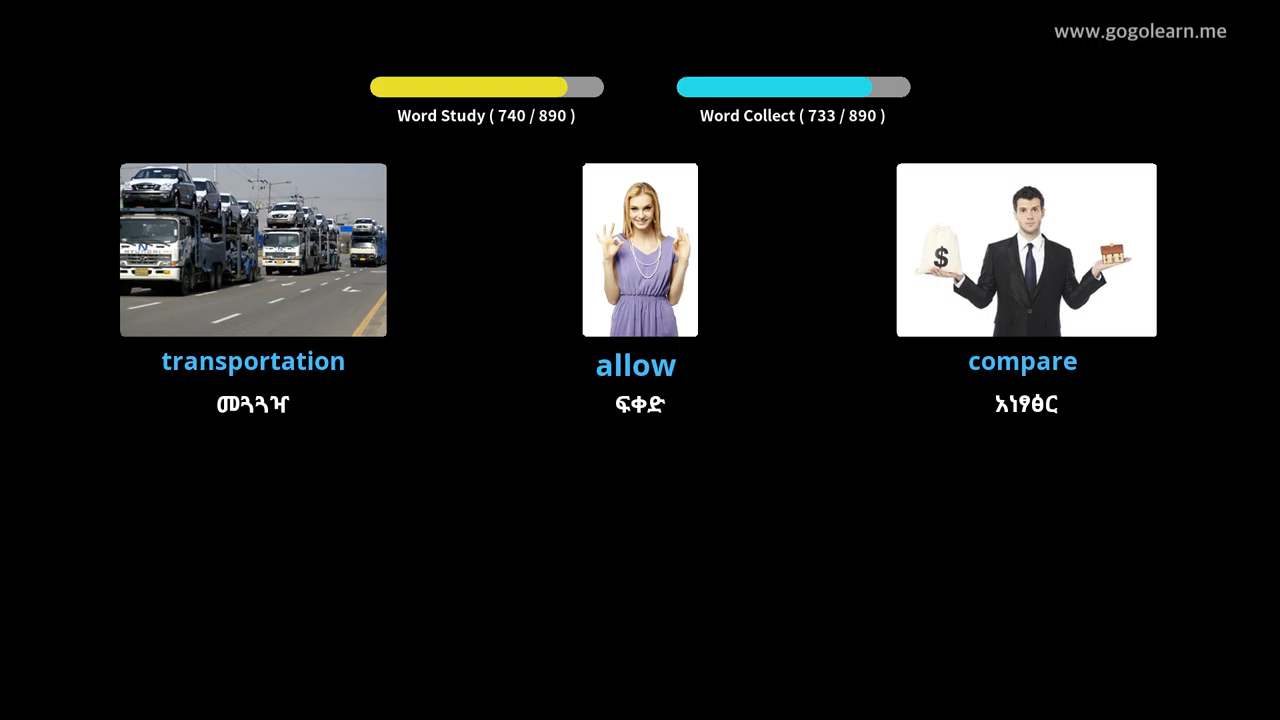 www.gogolearn.me
Word Study ( 740 / 890 )
Word Collect ( 733 / 890 )
transportation
allow
compare
መጓጓዣ
ፍቀድ
አነፃፅር